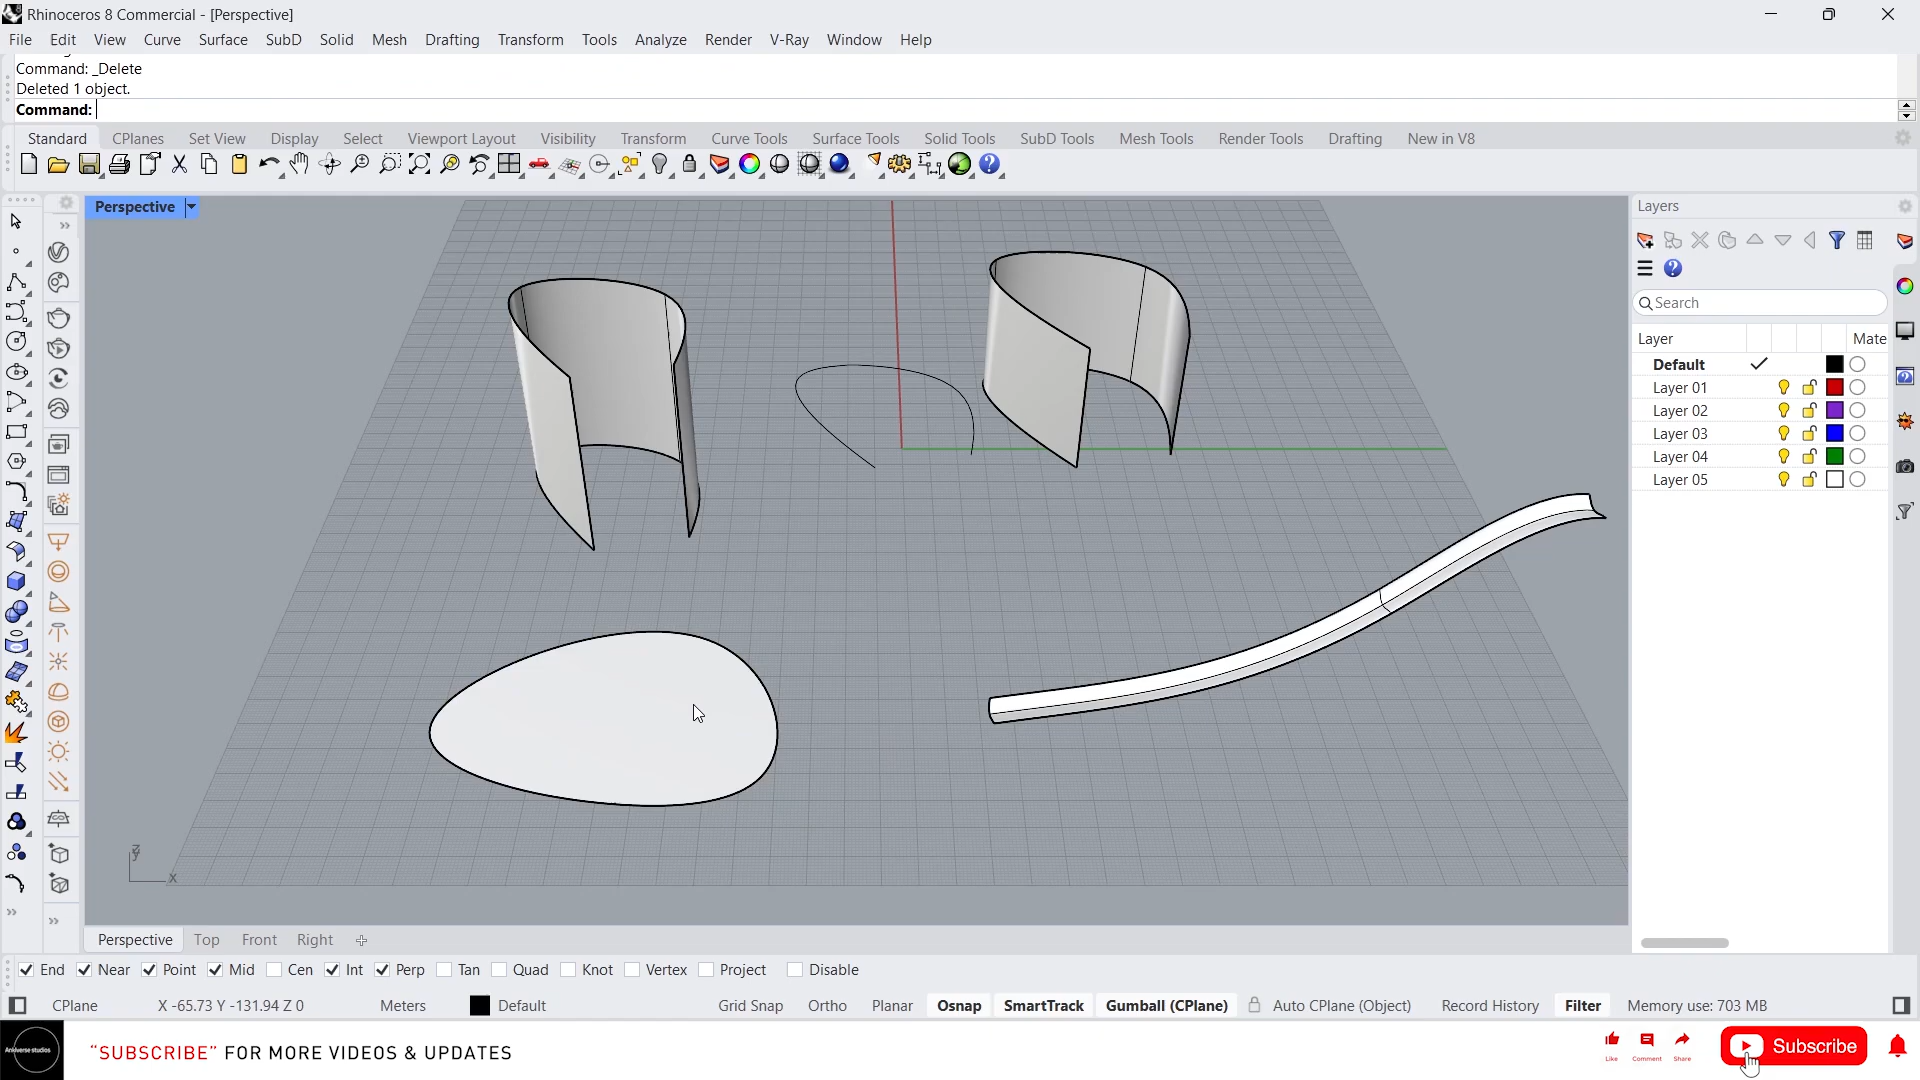 Rhinoceros 8 Commercial - [Perspective]
File Edit View Curve Surface SubD Solid Mesh Drafting Transform Tools Analyze Render V-Ray Window Help
Command: _Delete
Deleted 1 object.
Command:
Standard CPlanes Set View Display Select Viewport Layout Visibility Transform Curve Tools Surface Tools Solid Tools SubD Tools Mesh Tools Render Tools Drafting New in V8
Perspective
Layers
Search
Layer Mate
Default
Layer 01
Layer 02
Layer 03
Layer 04
Layer 05
x
Perspective Top Front Right
End Near Point Mid Cen Int Perp Tan Quad Knot Vertex Project Disable
CPlane X -65.73 Y -131.94 Z 0 Meters Default Grid Snap Ortho Planar Osnap SmartTrack Gumball (CPlane) Auto CPlane (Object) Record History Filter Memory use: 703 MB
"SUBSCRIBE" FOR MORE VIDEOS & UPDATES
Like Comment Share
Subscribe